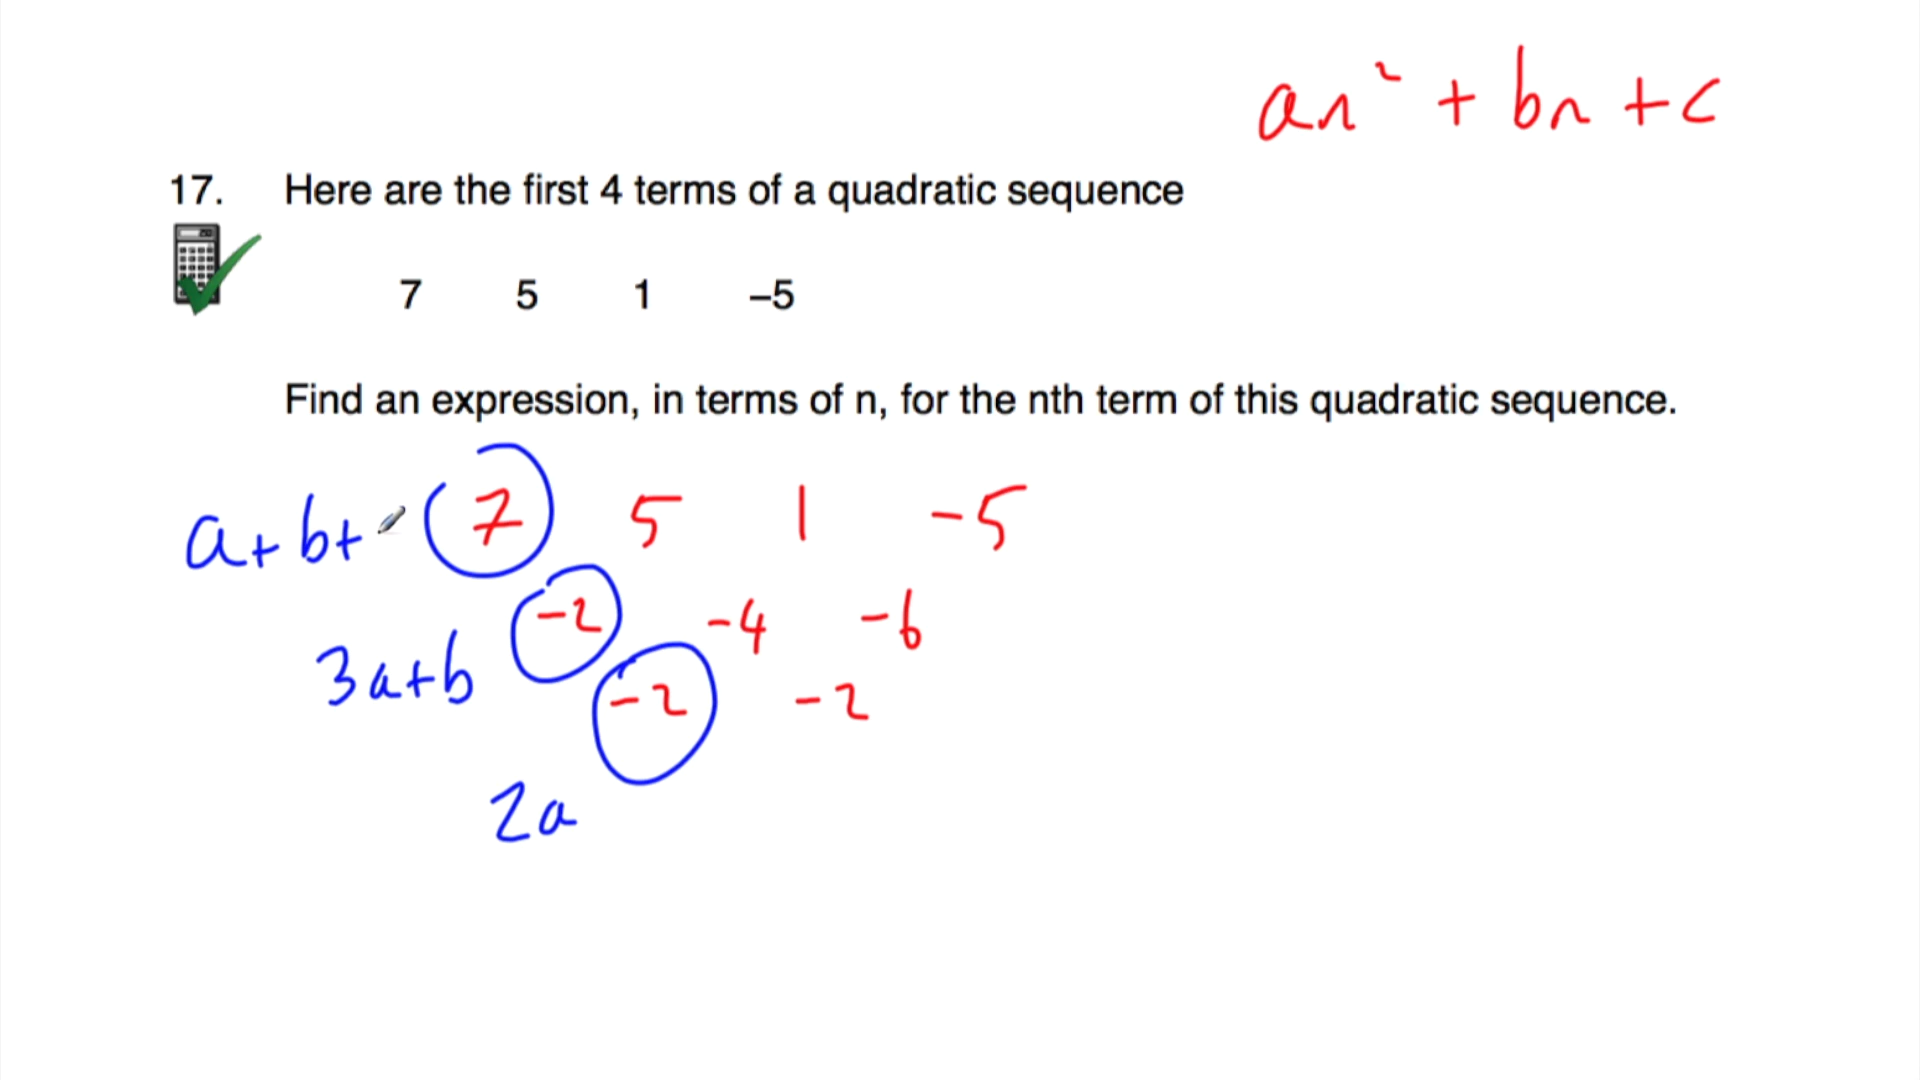 an² + bn + c
17. Here are the first 4 terms of a quadratic sequence
7 5 1 –5
Find an expression, in terms of n, for the nth term of this quadratic sequence.
a+b+ 7 5 1 -5
-2 -4 -6
3a+b
-2 -2
2a